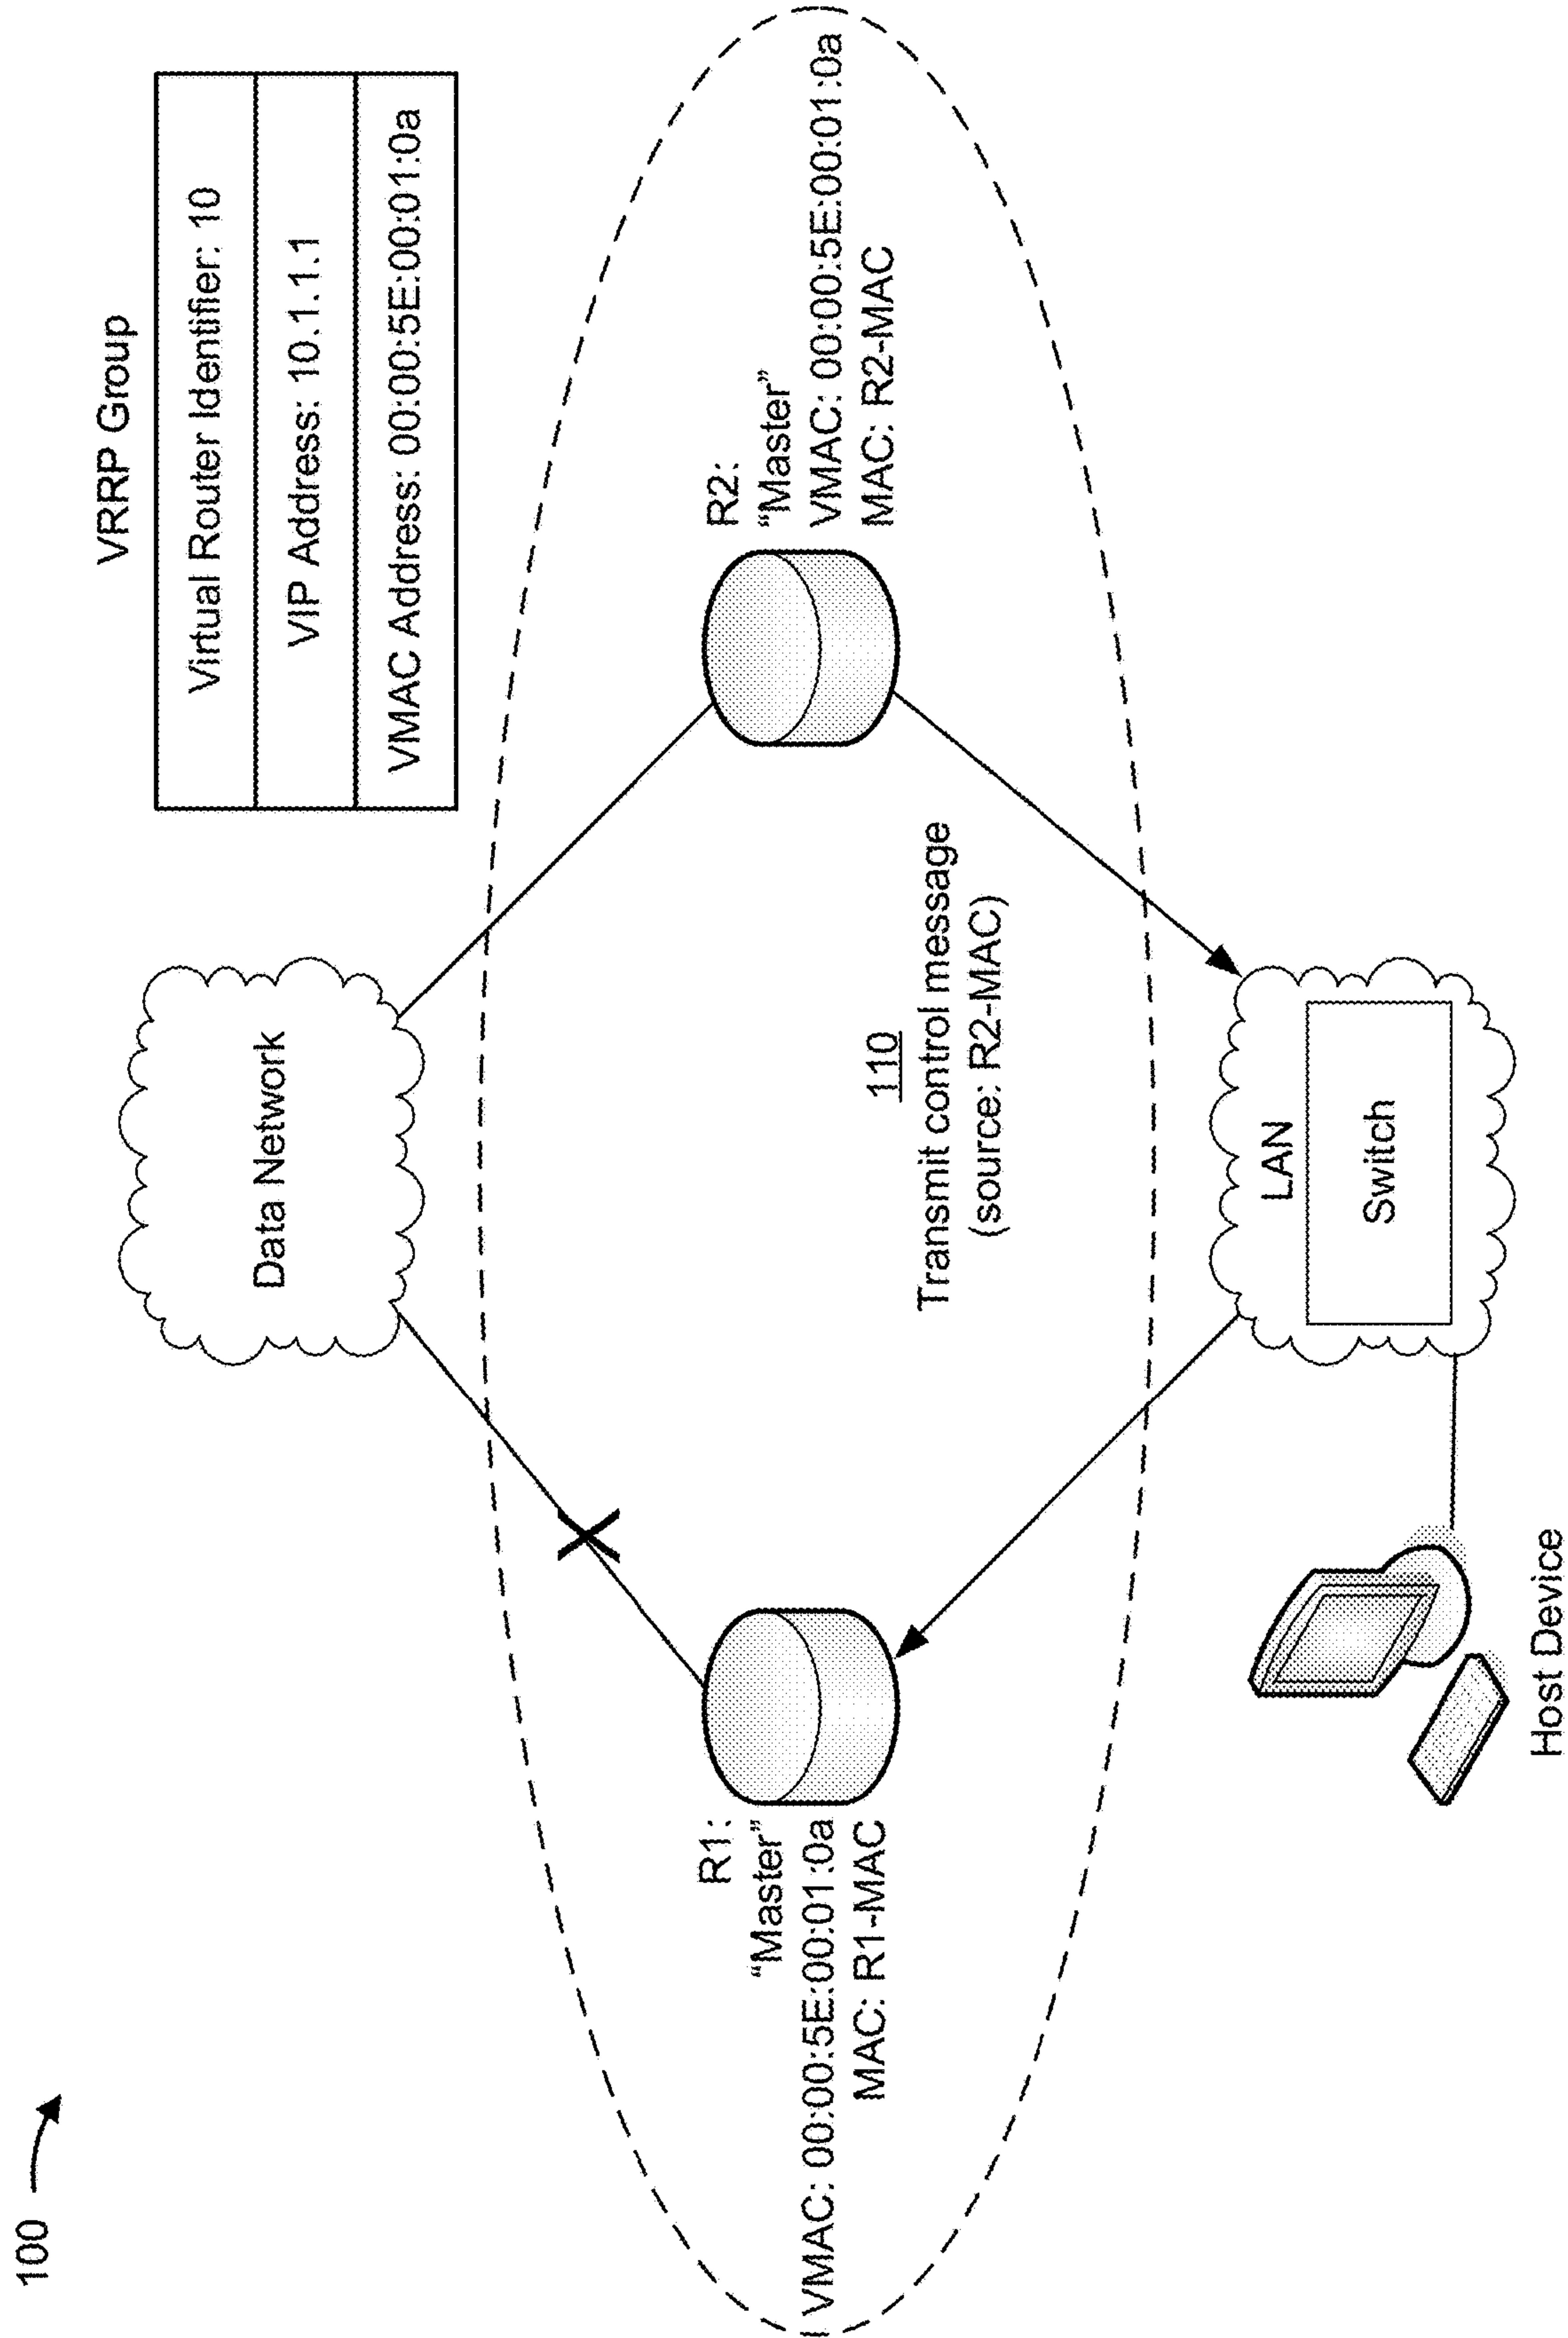 100
VRRP Group
Virtual Router Identifier: 10
VIP Address: 10.1.1.1
VMAC Address: 00:00:5E:00:01:0a
Data Network
R1:
“Master”
VMAC: 00:00:5E:00:01:0a
MAC: R1-MAC
R2:
“Master”
VMAC: 00:00:5E:00:01:0a
MAC: R2-MAC
110
Transmit control message
(source: R2-MAC)
LAN
Switch
Host Device